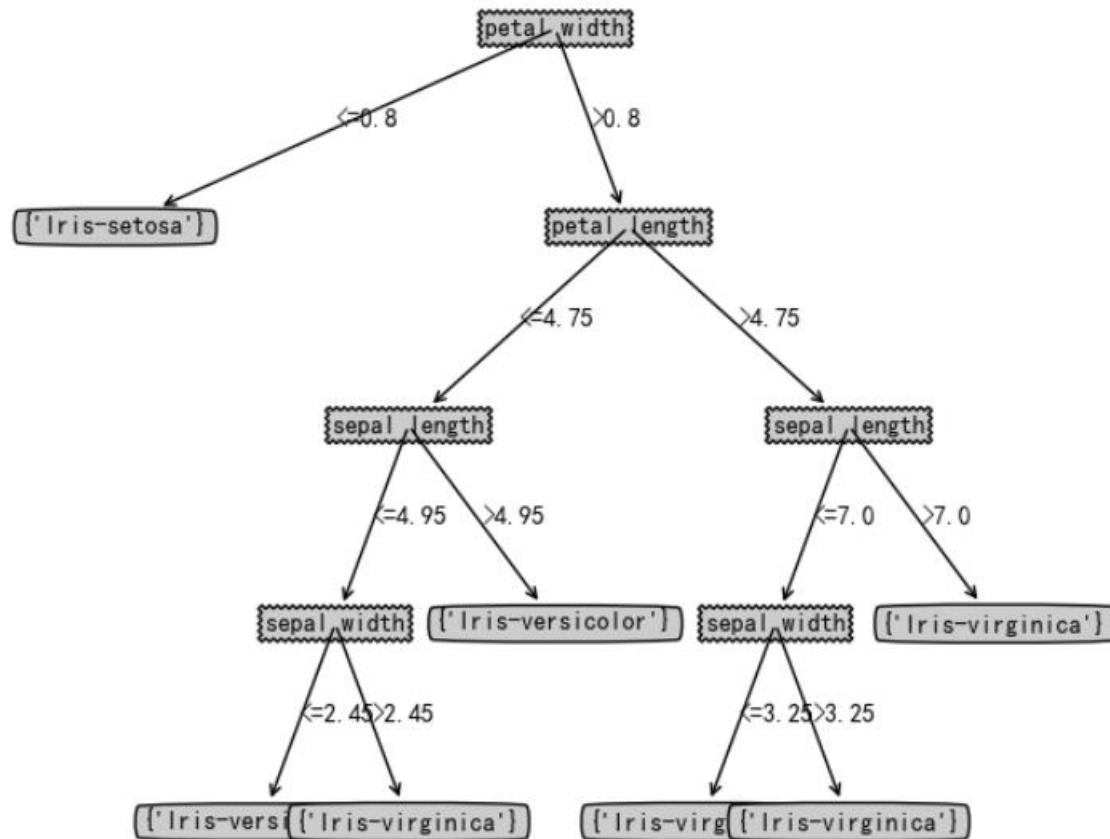 petal width
<=0.8
>0.8
{'Iris-setosa'}
petal length
<=4.75
>4.75
sepal length
sepal length
<=4.95
>4.95
<=7.0
>7.0
sepal width
{'Iris-versicolor'}
sepal width
{'Iris-virginica'}
<=2.45
>2.45
<=3.25
>3.25
{'Iris-versi
{'Iris-virginica'}
{'Iris-virg
{'Iris-virginica'}